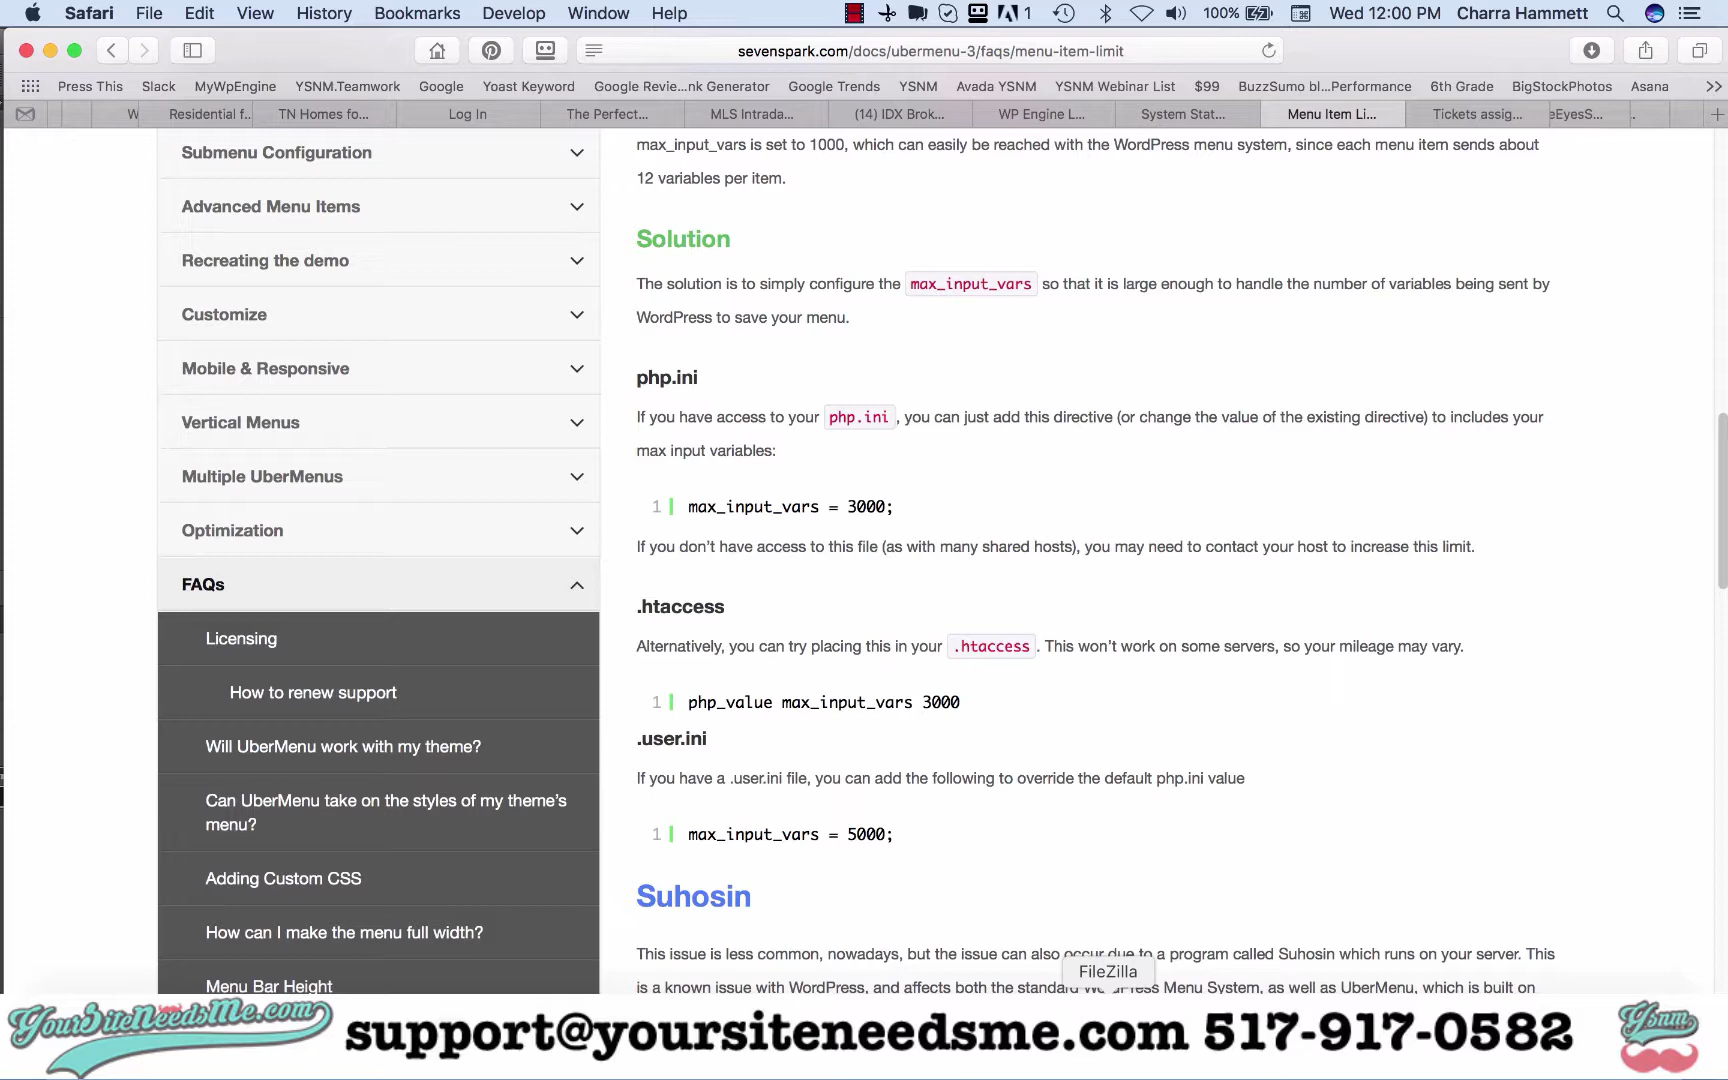 Safari File Edit View History Bookmarks Develop Window Help 1 100% Wed 12:00 PM Charra Hammett
sevenspark.com/docs/ubermenu-3/faqs/menu-item-limit
Press This Slack MyWpEngine YSNM.Teamwork Google Yoast Keyword Google Revie...nk Generator Google Trends YSNM Avada YSNM YSNM Webinar List $99 BuzzSumo bl...Performance 6th Grade BigStockPhotos Asana
W Residential f... TN Homes fo... Log In The Perfect... MLS Intrada... (14) IDX Brok... WP Engine L... System Stat... Menu Item Li... Tickets assig... eEyesS...
Submenu Configuration
Advanced Menu Items
Recreating the demo
Customize
Mobile & Responsive
Vertical Menus
Multiple UberMenus
Optimization
FAQs
Licensing
How to renew support
Will UberMenu work with my theme?
Can UberMenu take on the styles of my theme's
menu?
Adding Custom CSS
How can I make the menu full width?
Menu Bar Height
max_input_vars is set to 1000, which can easily be reached with the WordPress menu system, since each menu item sends about
12 variables per item.
Solution
The solution is to simply configure the max_input_vars so that it is large enough to handle the number of variables being sent by
WordPress to save your menu.
php.ini
If you have access to your php.ini, you can just add this directive (or change the value of the existing directive) to includes your
max input variables:
1 max_input_vars = 3000;
If you don't have access to this file (as with many shared hosts), you may need to contact your host to increase this limit.
.htaccess
Alternatively, you can try placing this in your .htaccess. This won't work on some servers, so your mileage may vary.
1 php_value max_input_vars 3000
.user.ini
If you have a .user.ini file, you can add the following to override the default php.ini value
1 max_input_vars = 5000;
Suhosin
This issue is less common, nowadays, but the issue can also occur due to a program called Suhosin which runs on your server. This
FileZilla
is a known issue with WordPress, and affects both the standard WordPress Menu System, as well as UberMenu, which is built on
YourSiteNeedsMe.com support@yoursiteneedsme.com 517-917-0582 Ysnm